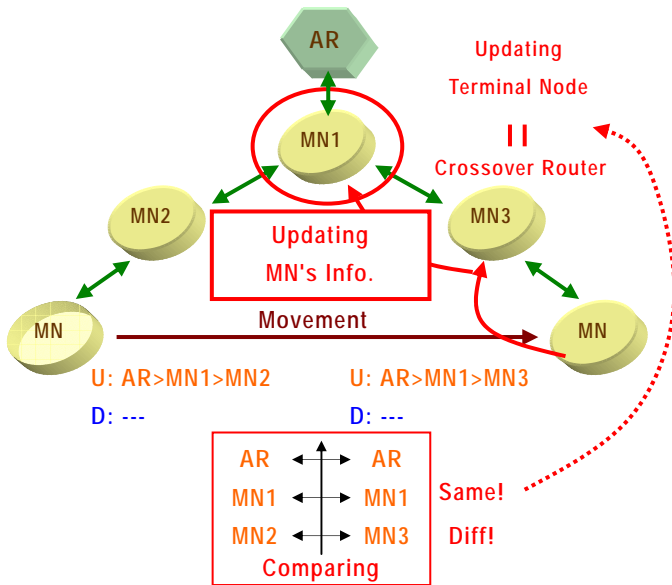 AR
Updating
Terminal Node
=
Crossover Router
MN1
MN2
MN3
Updating
MN's Info.
MN
Movement
MN
U: AR>MN1>MN2
U: AR>MN1>MN3
D: ---
D: ---
AR AR
MN1 MN1 Same!
MN2 MN3 Diff!
Comparing